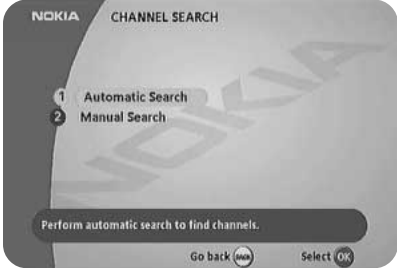 NOKIA CHANNEL SEARCH
1 Automatic Search
2 Manual Search
NOKIA
Perform automatic search to find channels.
Go back BACK Select OK